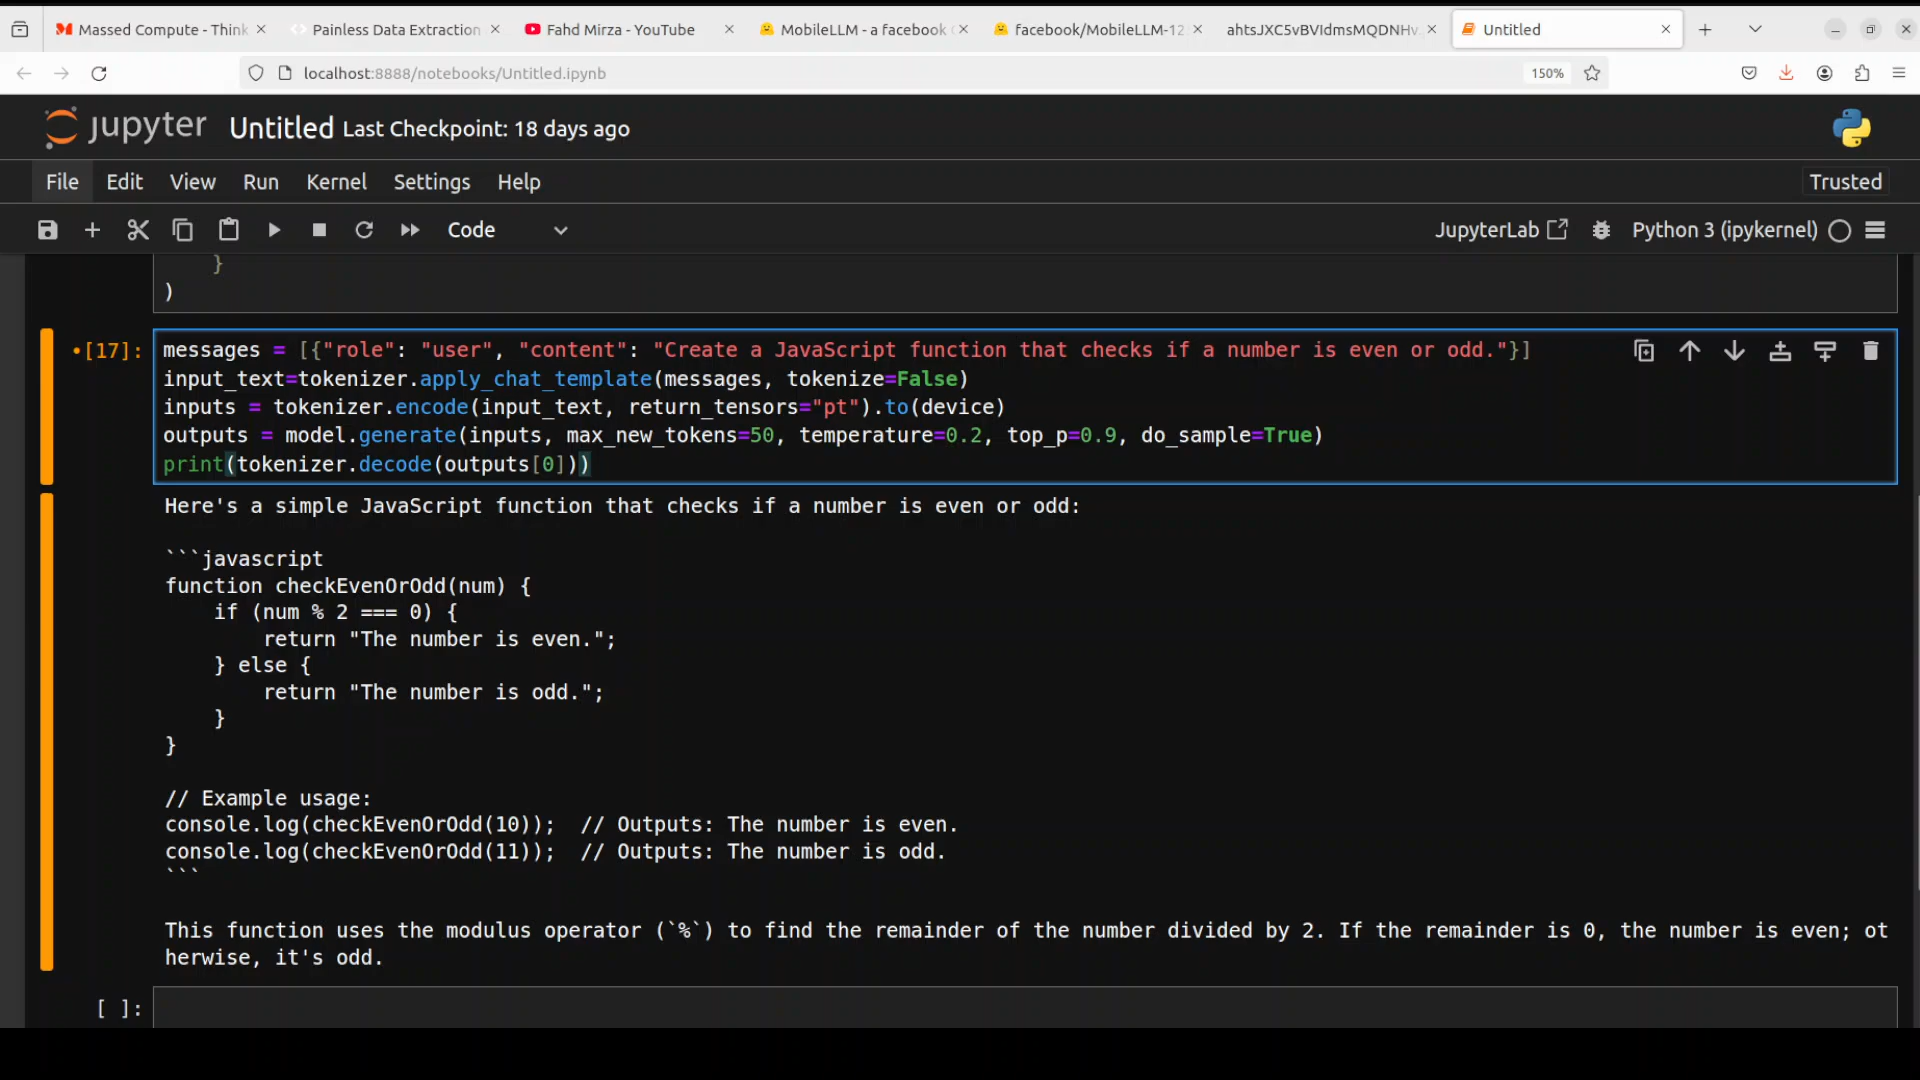 Massed Compute - Think
Painless Data Extraction
Fahd Mirza - YouTube
MobileLLM - a facebook
facebook/MobileLLM-12
ahtsJXC5vBVIdmsMQDNHv
Untitled
localhost:8888/notebooks/Untitled.ipynb
150%
jupyter Untitled Last Checkpoint: 18 days ago
File Edit View Run Kernel Settings Help Trusted
Code JupyterLab Python 3 (ipykernel)
}
)
•[17]:
messages = [{"role": "user", "content": "Create a JavaScript function that checks if a number is even or odd."}]
input_text=tokenizer.apply_chat_template(messages, tokenize=False)
inputs = tokenizer.encode(input_text, return_tensors="pt").to(device)
outputs = model.generate(inputs, max_new_tokens=50, temperature=0.2, top_p=0.9, do_sample=True)
print(tokenizer.decode(outputs[0]))
Here's a simple JavaScript function that checks if a number is even or odd:
```javascript
function checkEvenOrOdd(num) {
    if (num % 2 === 0) {
        return "The number is even.";
    } else {
        return "The number is odd.";
    }
}
// Example usage:
console.log(checkEvenOrOdd(10));  // Outputs: The number is even.
console.log(checkEvenOrOdd(11));  // Outputs: The number is odd.
```
This function uses the modulus operator (`%`) to find the remainder of the number divided by 2. If the remainder is 0, the number is even; ot
herwise, it's odd.
[ ]: